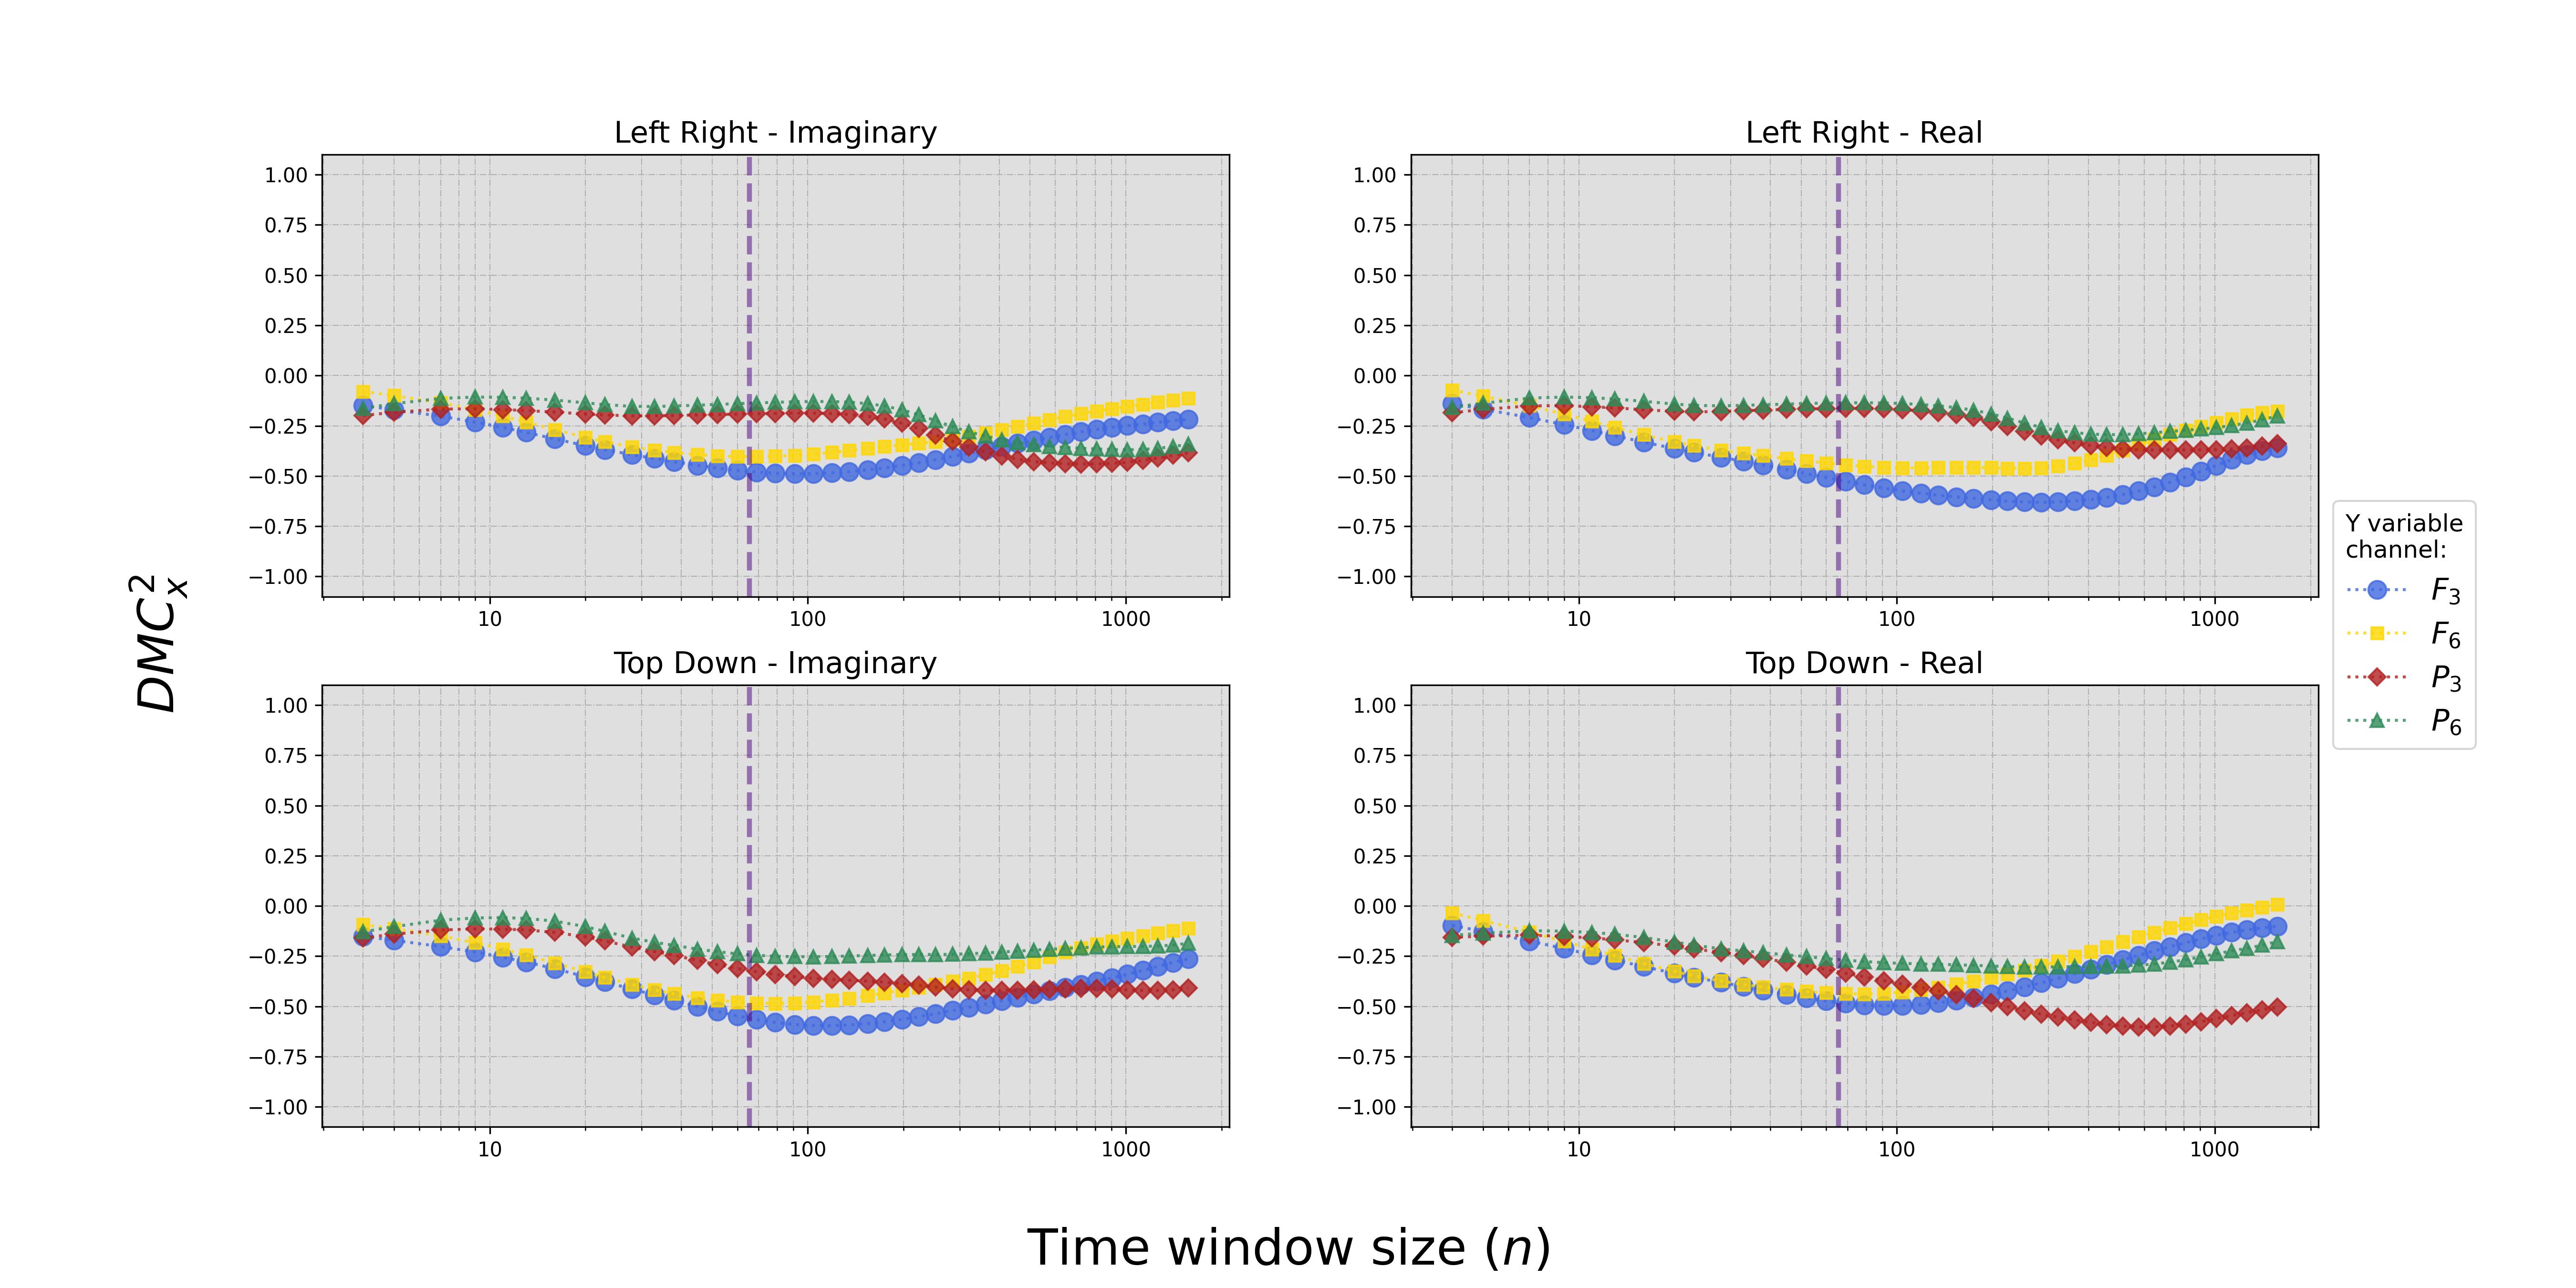 Left Right - Imaginary
1.00
0.75
0.50
0.25
0.00
−0.25
−0.50
−0.75
−1.00
10 100 1000
Left Right - Real
1.00
0.75
0.50
0.25
0.00
−0.25
−0.50
−0.75
−1.00
10 100 1000
Top Down - Imaginary
1.00
0.75
0.50
0.25
0.00
−0.25
−0.50
−0.75
−1.00
10 100 1000
Top Down - Real
1.00
0.75
0.50
0.25
0.00
−0.25
−0.50
−0.75
−1.00
10 100 1000
Y variable
channel:
F₃
F₆
P₃
P₆
DMC²ₓ
Time window size (n)